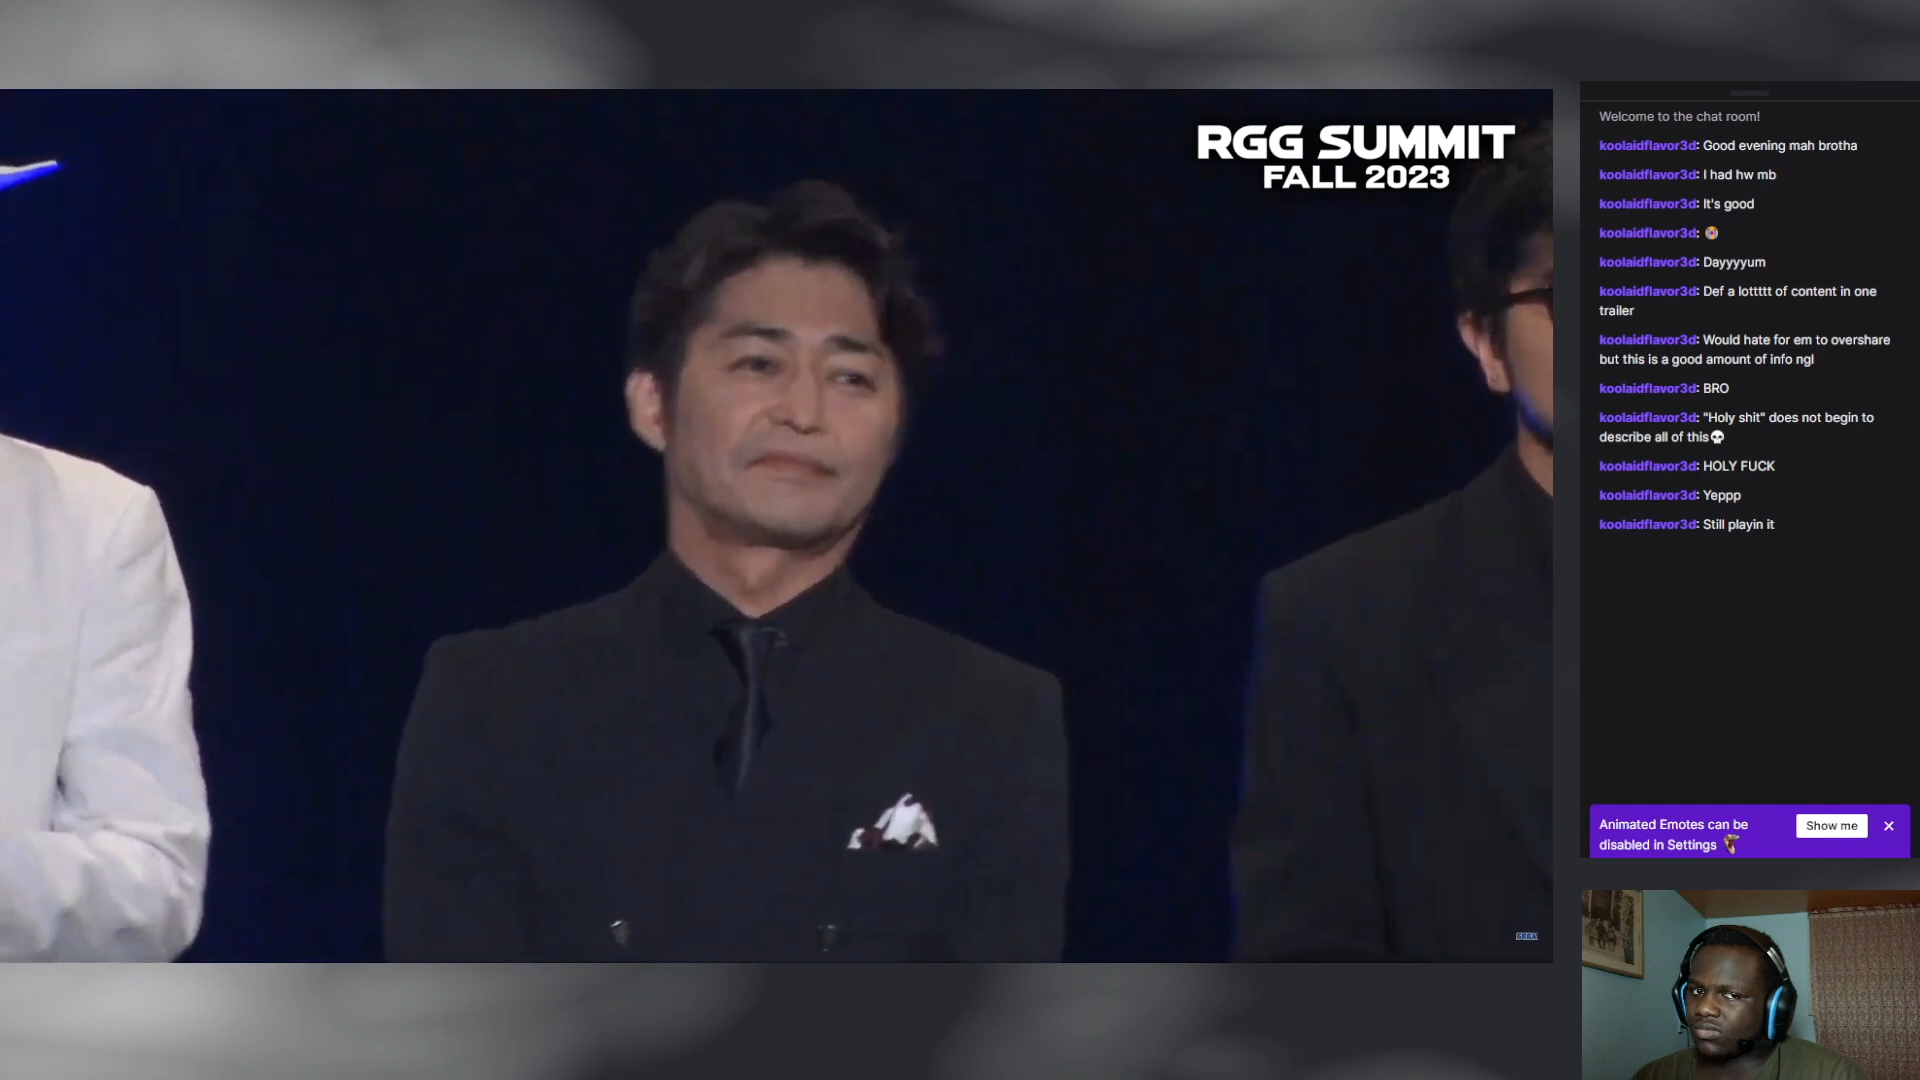 RGG SUMMIT
FALL 2023
SEGA
Welcome to the chat room!
koolaidflavor3d: Good evening mah brotha
koolaidflavor3d: I had hw mb
koolaidflavor3d: It's good
koolaidflavor3d:
koolaidflavor3d: Dayyyyum
koolaidflavor3d: Def a lottttt of content in one
trailer
koolaidflavor3d: Would hate for em to overshare
but this is a good amount of info ngl
koolaidflavor3d: BRO
koolaidflavor3d: "Holy shit" does not begin to
describe all of this💀
koolaidflavor3d: HOLY FUCK
koolaidflavor3d: Yeppp
koolaidflavor3d: Still playin it
Animated Emotes can be
disabled in Settings
Show me